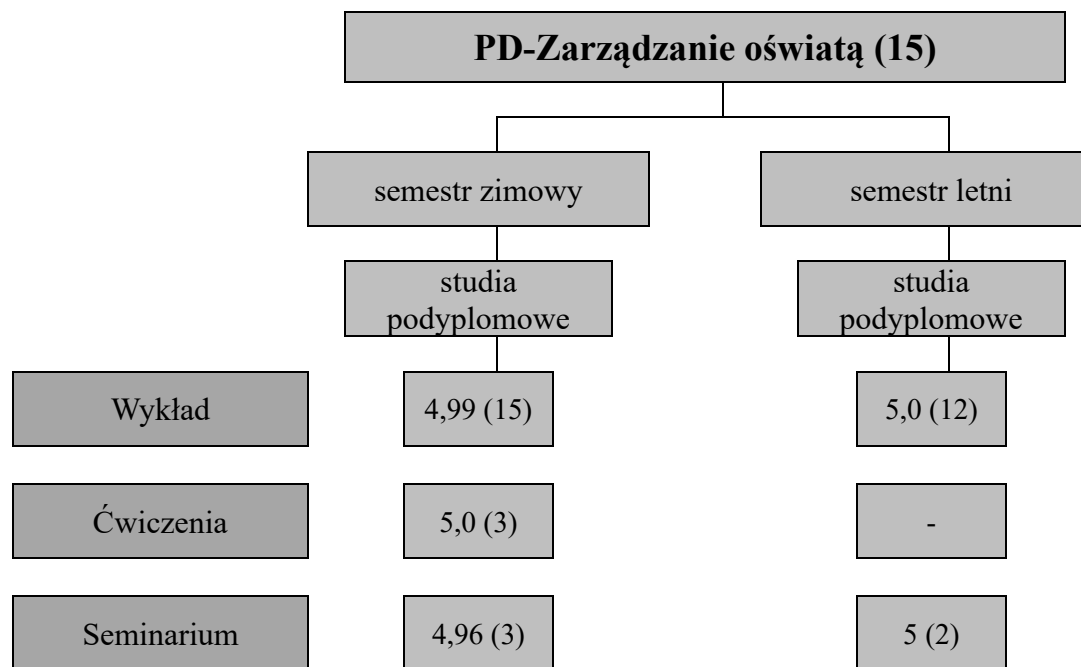 PD-Zarządzanie oświatą (15)
semestr zimowy
semestr letni
studia
podyplomowe
studia
podyplomowe
Wykład
4,99 (15)
5,0 (12)
Ćwiczenia
5,0 (3)
-
Seminarium
4,96 (3)
5 (2)